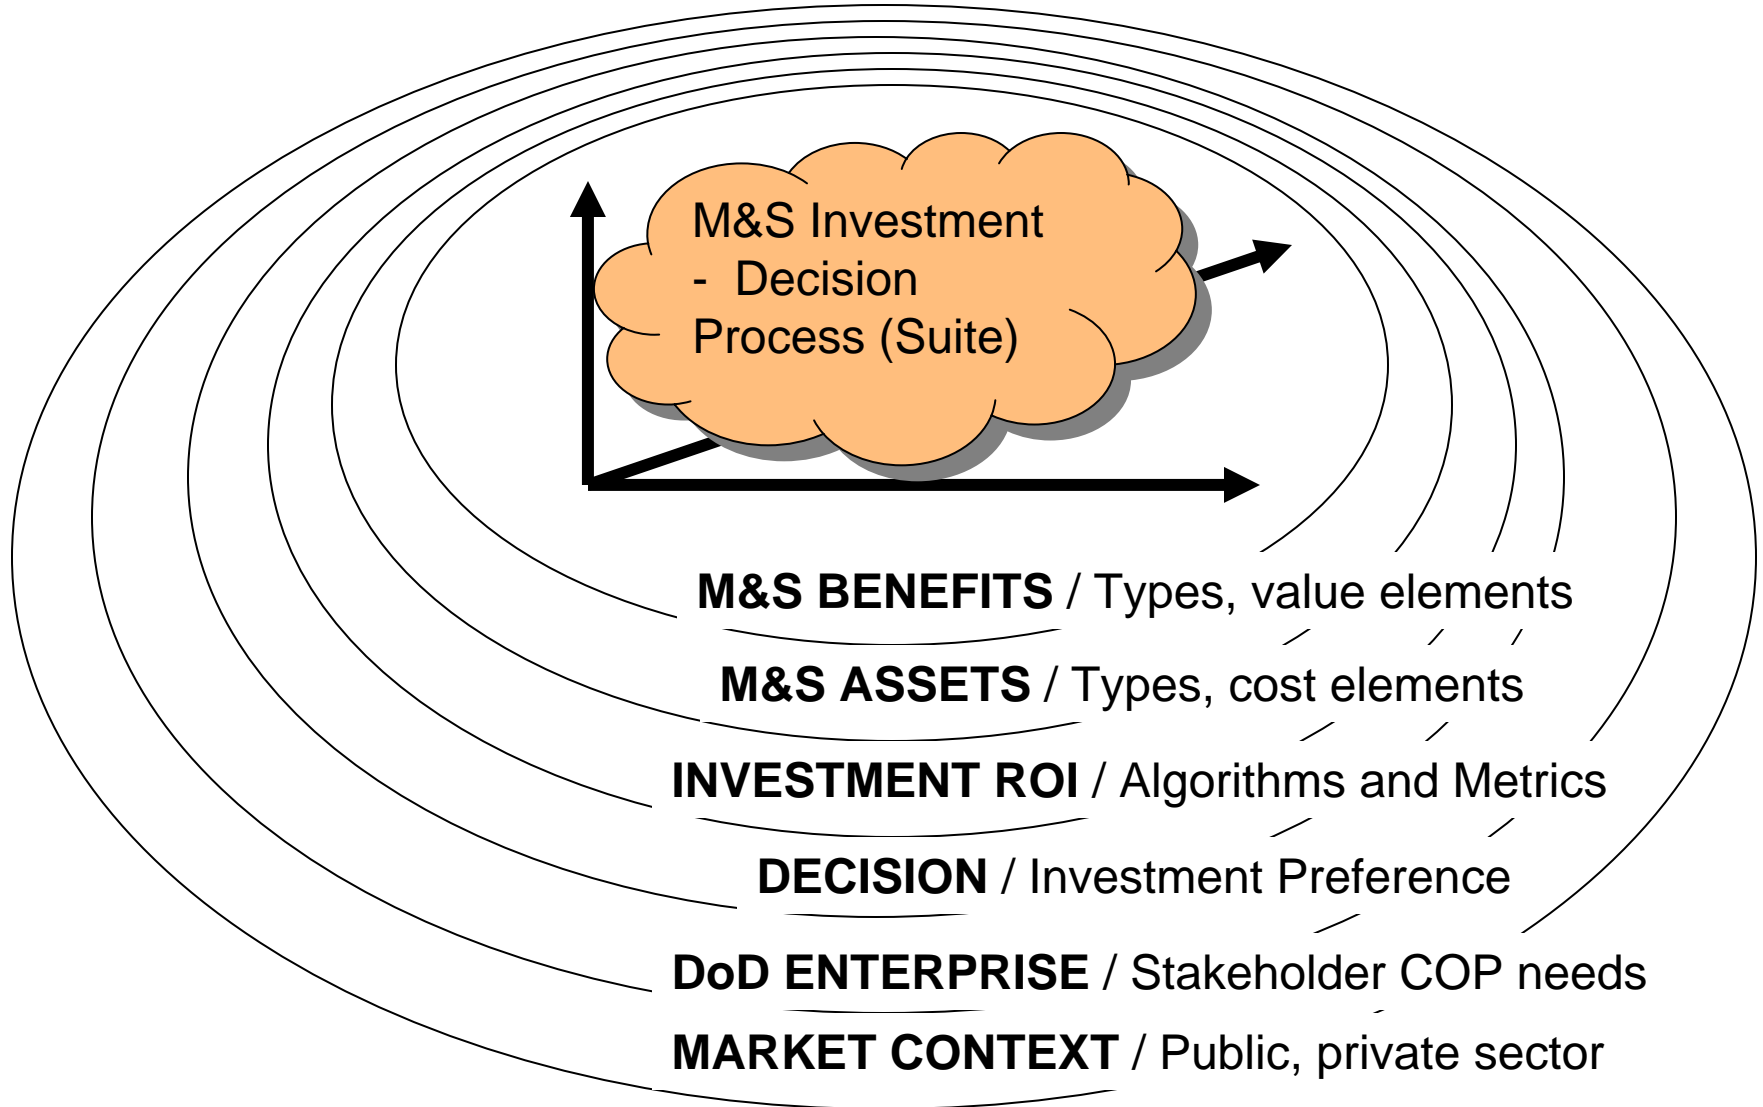 M&S Investment
- Decision
Process (Suite)
M&S BENEFITS / Types, value elements
M&S ASSETS / Types, cost elements
INVESTMENT ROI / Algorithms and Metrics
DECISION / Investment Preference
DoD ENTERPRISE / Stakeholder COP needs
MARKET CONTEXT / Public, private sector